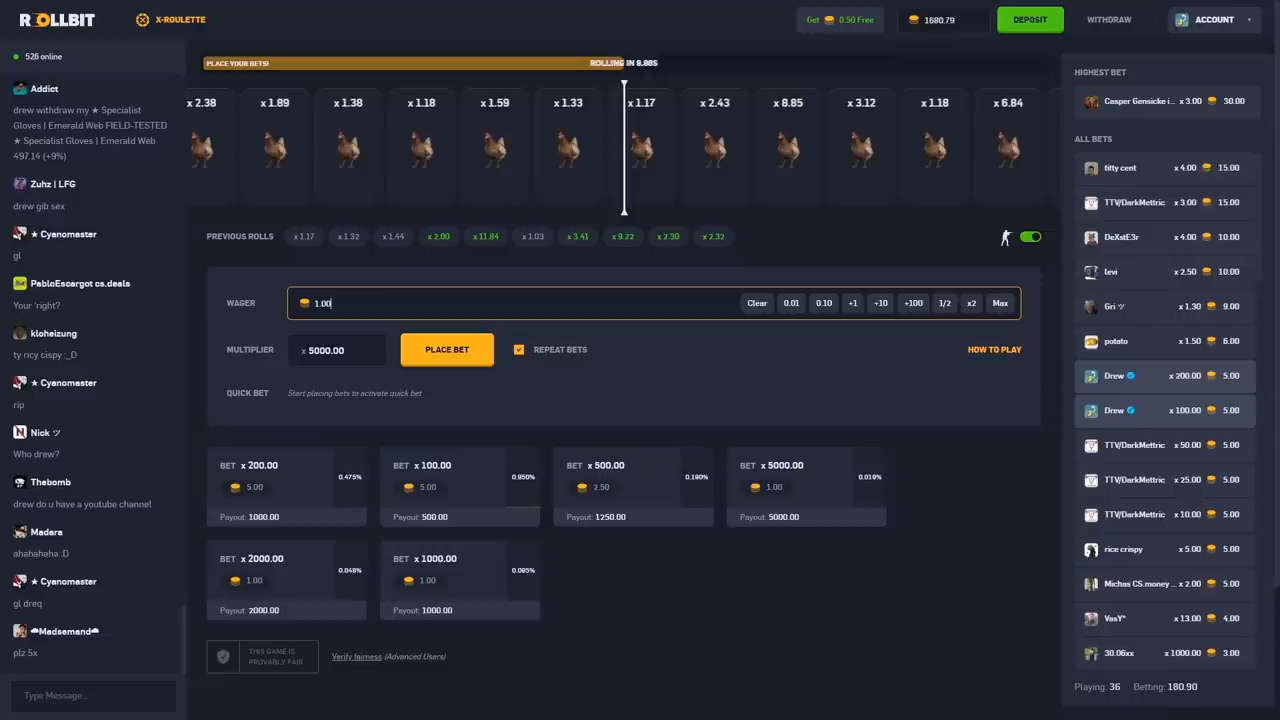 ROLLBIT
X-ROULETTE
Get 0.50 Free
1680.79
DEPOSIT
WITHDRAW
ACCOUNT
526 online
Addict
drew withdraw my ★ Specialist
Gloves | Emerald Web FIELD-TESTED
★ Specialist Gloves | Emerald Web
497.14 (+9%)
Zuhz | LFG
drew gib sex
★ Cyanomaster
gl
PabloEscargot cs.deals
Your 'right?
kloheizung
ty ricy cispy :_D
★ Cyanomaster
rip
Nick ツ
Who drew?
Thebomb
drew do u have a youtube channel
Madara
ahahahaha.;D
★ Cyanomaster
gl dreq
☁Madsemand☁
plz 5x
Type Message...
PLACE YOUR BETS!
ROLLING IN 9.88S
x 2.38
x 1.89
x 1.38
x 1.18
x 1.59
x 1.33
x 1.17
x 2.43
x 8.85
x 3.12
x 1.18
x 6.84
PREVIOUS ROLLS
x 1.17
x 1.32
x 1.44
x 2.00
x 11.84
x 1.03
x 3.41
x 9.22
x 2.30
x 2.32
WAGER
1.00
Clear
0.01
0.10
+1
+10
+100
1/2
x2
Max
MULTIPLIER
x 5000.00
PLACE BET
REPEAT BETS
HOW TO PLAY
QUICK BET
Start placing bets to activate quick bet
BET x 200.00
5.00
0.475%
Payout: 1000.00
BET x 100.00
5.00
0.950%
Payout: 500.00
BET x 500.00
2.50
0.190%
Payout: 1250.00
BET x 5000.00
1.00
0.019%
Payout: 5000.00
BET x 2000.00
1.00
0.048%
Payout: 2000.00
BET x 1000.00
1.00
0.095%
Payout: 1000.00
THIS GAME IS
PROVABLY FAIR
Verify fairness (Advanced Users)
HIGHEST BET
Casper Gensicke i... x 3.00 30.00
ALL BETS
titty cent x 4.00 15.00
TTV/DarkMettric x 3.00 15.00
DeXstE3r x 4.00 10.00
levi x 2.50 10.00
Gri ツ x 1.30 9.00
potato x 1.50 6.00
Drew x 200.00 5.00
Drew x 100.00 5.00
TTV/DarkMettric x 50.00 5.00
TTV/DarkMettric x 25.00 5.00
TTV/DarkMettric x 10.00 5.00
rice crispy x 5.00 5.00
Michas CS.money ... x 2.00 5.00
VasY* x 13.00 4.00
30.06xx x 1000.00 3.00
Playing: 36
Betting: 180.90